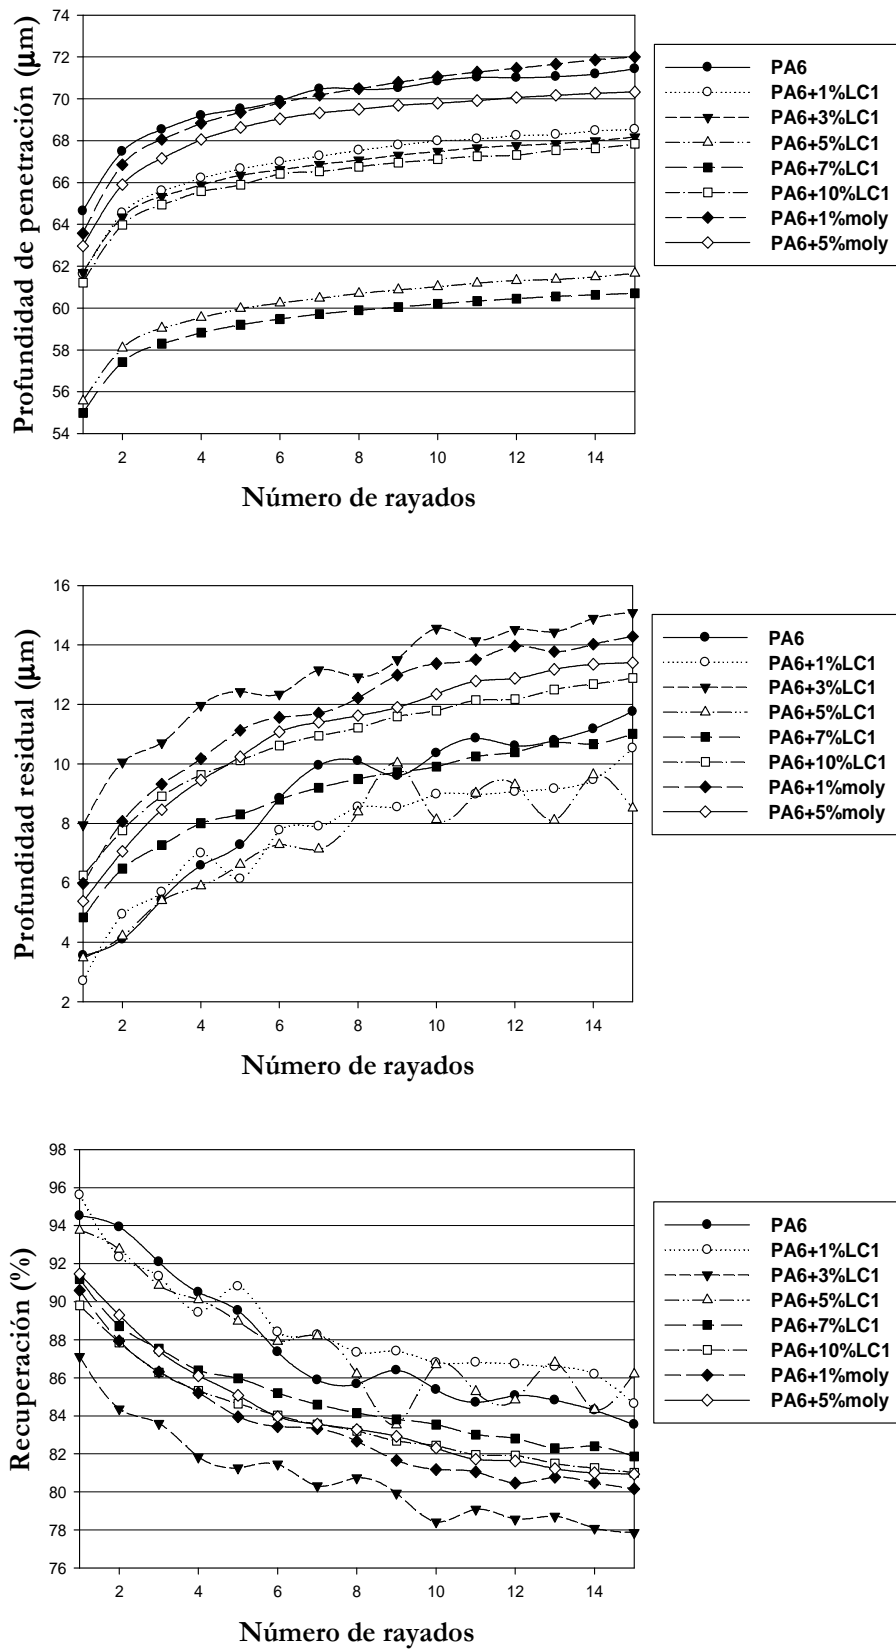 Profundidad de penetración (µm)
74
72
70
68
66
64
62
60
58
56
54
2 4 6 8 10 12 14
Número de rayados
PA6
PA6+1%LC1
PA6+3%LC1
PA6+5%LC1
PA6+7%LC1
PA6+10%LC1
PA6+1%moly
PA6+5%moly
Profundidad residual (µm)
16
14
12
10
8
6
4
2
2 4 6 8 10 12 14
Número de rayados
PA6
PA6+1%LC1
PA6+3%LC1
PA6+5%LC1
PA6+7%LC1
PA6+10%LC1
PA6+1%moly
PA6+5%moly
Recuperación (%)
98
96
94
92
90
88
86
84
82
80
78
76
2 4 6 8 10 12 14
Número de rayados
PA6
PA6+1%LC1
PA6+3%LC1
PA6+5%LC1
PA6+7%LC1
PA6+10%LC1
PA6+1%moly
PA6+5%moly